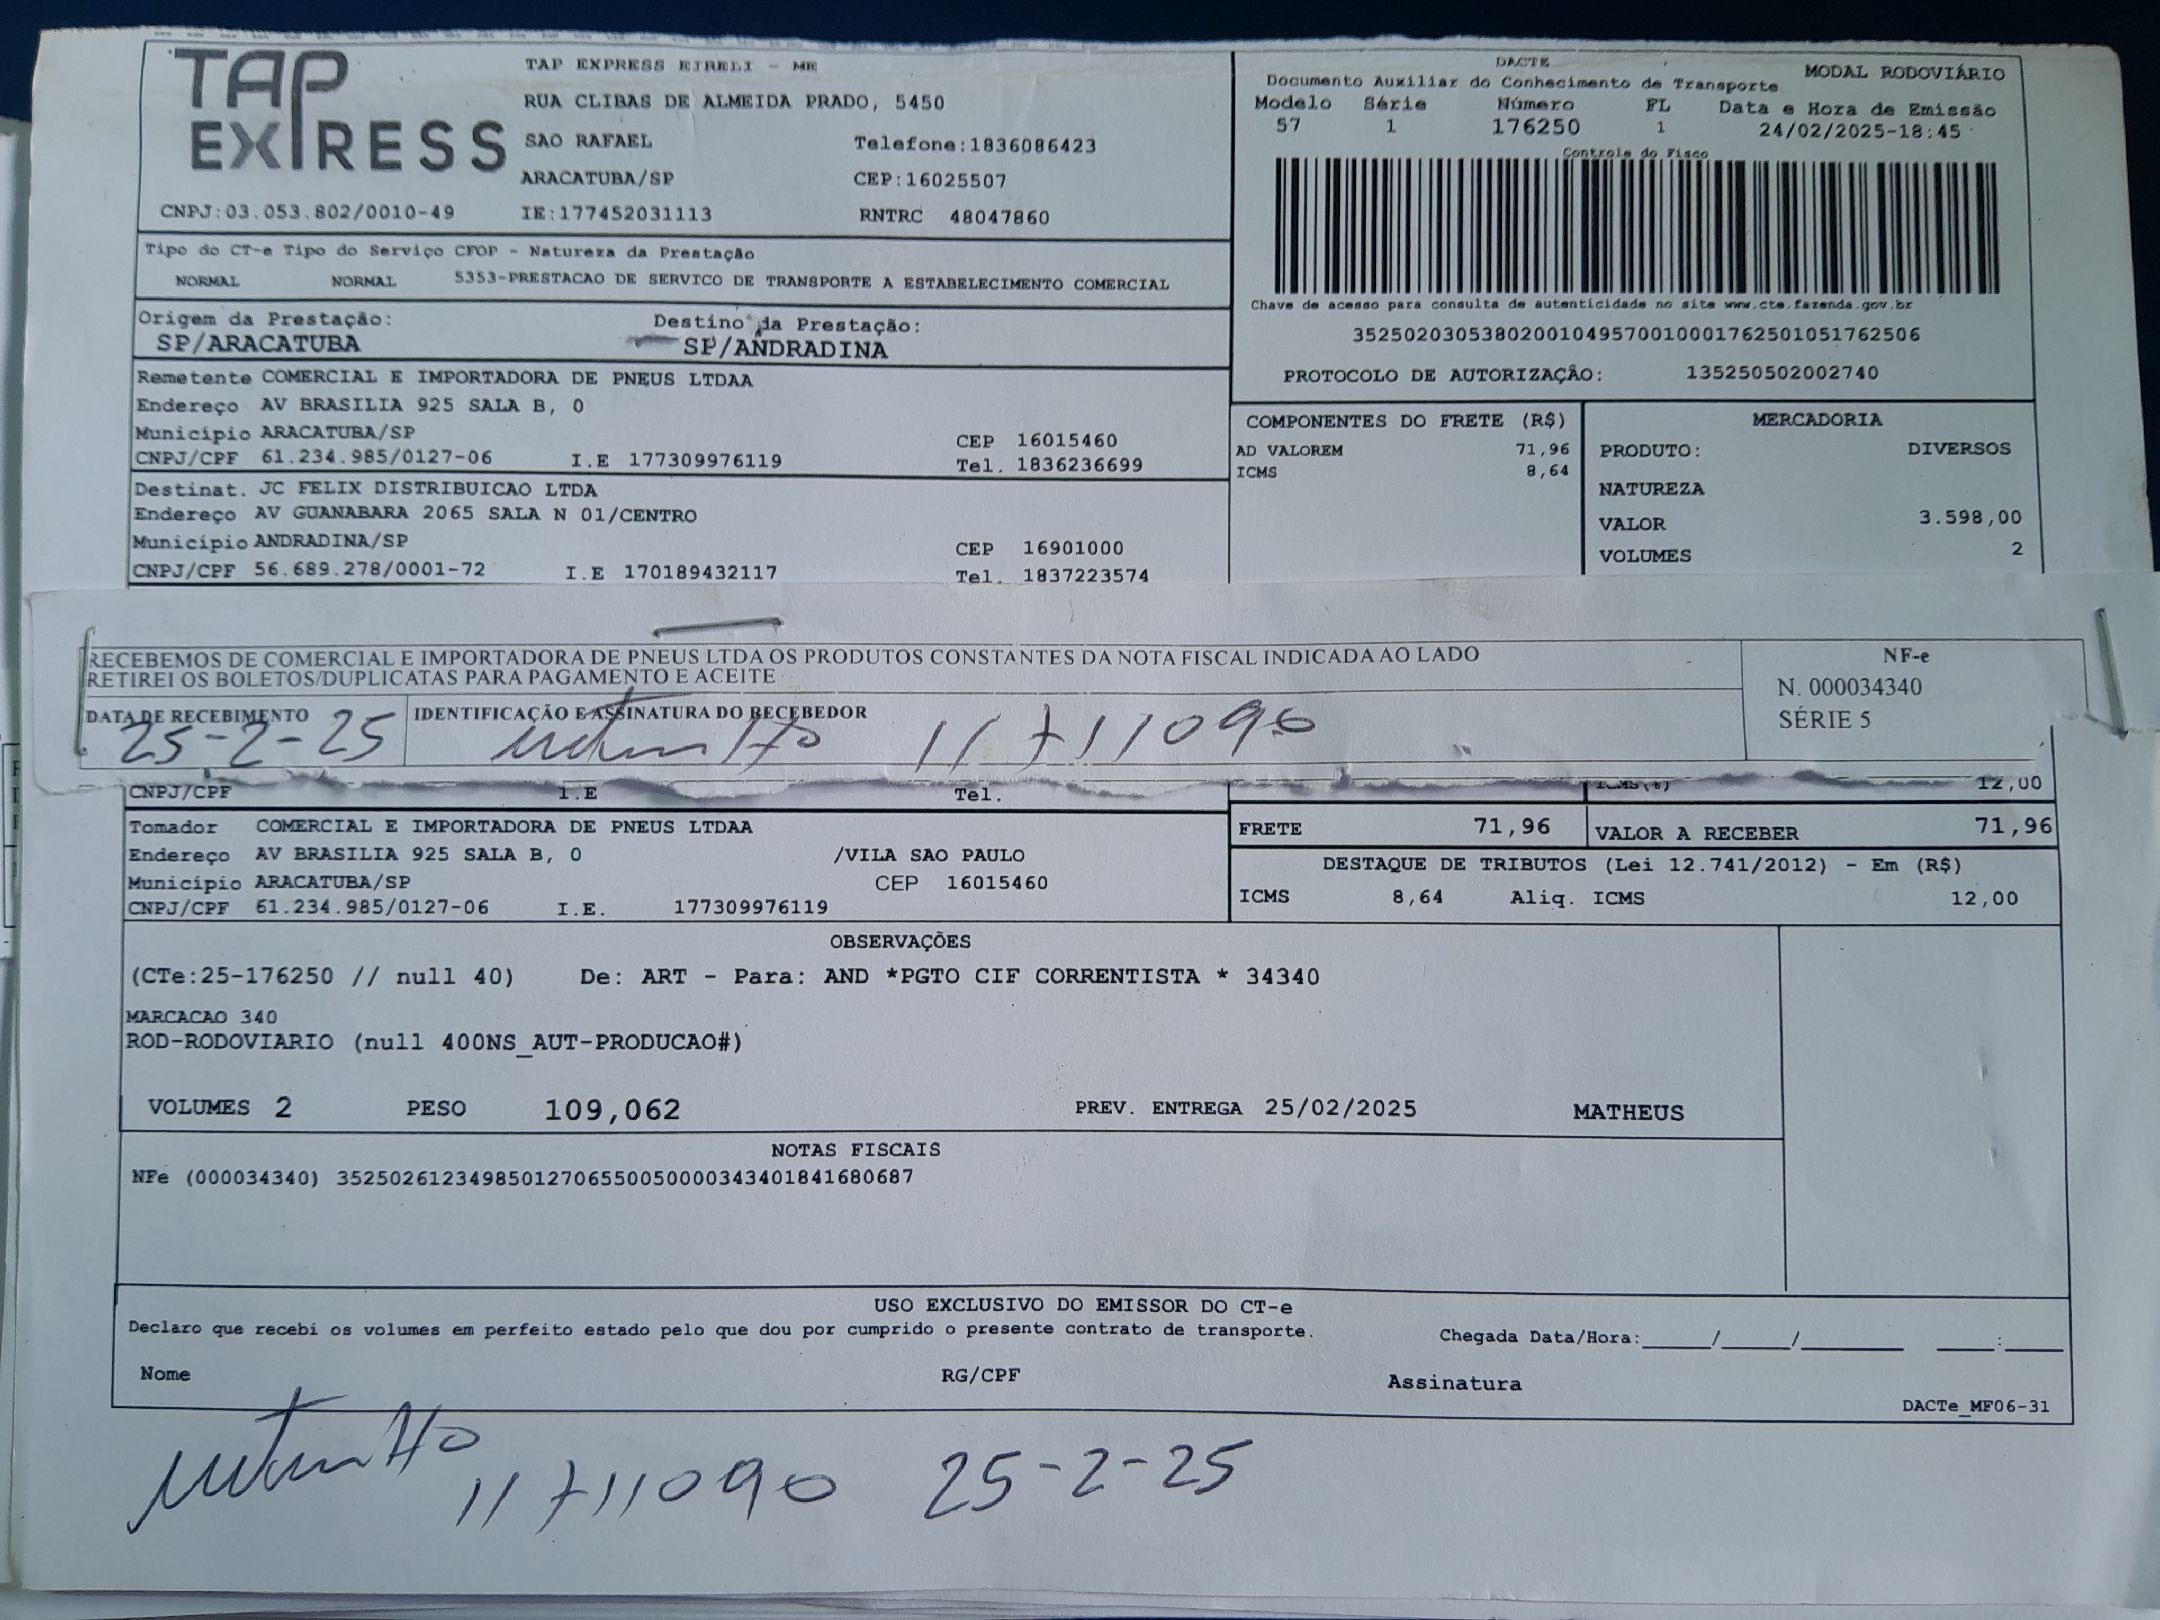 TAP EXPRESS
TAP EXPRESS EIRELI - ME
RUA CLIBAS DE ALMEIDA PRADO, 5450
SAO RAFAEL Telefone:1836086423
ARACATUBA/SP CEP:16025507
CNPJ:03.053.802/0010-49 IE:177452031113 RNTRC 48047860
DACTE
Documento Auxiliar do Conhecimento de Transporte MODAL RODOVIÁRIO
Modelo Série Número FL Data e Hora de Emissão
57 1 176250 1 24/02/2025-18:45
Controle do Fisco
Chave de acesso para consulta de autenticidade no site www.cte.fazenda.gov.br
35250203053802001049570010001762501051762506
PROTOCOLO DE AUTORIZAÇÃO: 135250502002740
Tipo do CT-e Tipo do Serviço CFOP - Natureza da Prestação
NORMAL NORMAL 5353-PRESTACAO DE SERVICO DE TRANSPORTE A ESTABELECIMENTO COMERCIAL
Origem da Prestação: Destino da Prestação:
SP/ARACATUBA SP/ANDRADINA
Remetente COMERCIAL E IMPORTADORA DE PNEUS LTDAA
Endereço AV BRASILIA 925 SALA B, 0
Município ARACATUBA/SP CEP 16015460
CNPJ/CPF 61.234.985/0127-06 I.E 177309976119 Tel. 1836236699
Destinat. JC FELIX DISTRIBUICAO LTDA
Endereço AV GUANABARA 2065 SALA N 01/CENTRO
Município ANDRADINA/SP CEP 16901000
CNPJ/CPF 56.689.278/0001-72 I.E 170189432117 Tel. 1837223574
COMPONENTES DO FRETE (R$)
AD VALOREM 71,96
ICMS 8,64
MERCADORIA
PRODUTO: DIVERSOS
NATUREZA
VALOR 3.598,00
VOLUMES 2
RECEBEMOS DE COMERCIAL E IMPORTADORA DE PNEUS LTDA OS PRODUTOS CONSTANTES DA NOTA FISCAL INDICADA AO LADO
RETIREI OS BOLETOS/DUPLICATAS PARA PAGAMENTO E ACEITE
DATA DE RECEBIMENTO IDENTIFICAÇÃO E ASSINATURA DO RECEBEDOR
25-2-25 11711090
NF-e
N. 000034340
SÉRIE 5
CNPJ/CPF I.E Tel.
ICMS(%) 12,00
Tomador COMERCIAL E IMPORTADORA DE PNEUS LTDAA
Endereço AV BRASILIA 925 SALA B, 0 /VILA SAO PAULO
Município ARACATUBA/SP CEP 16015460
CNPJ/CPF 61.234.985/0127-06 I.E. 177309976119
FRETE 71,96 VALOR A RECEBER 71,96
DESTAQUE DE TRIBUTOS (Lei 12.741/2012) - Em (R$)
ICMS 8,64 Aliq. ICMS 12,00
OBSERVAÇÕES
(CTe:25-176250 // null 40) De: ART - Para: AND *PGTO CIF CORRENTISTA * 34340
MARCACAO 340
ROD-RODOVIARIO (null 400NS_AUT-PRODUCAO#)
VOLUMES 2 PESO 109,062 PREV. ENTREGA 25/02/2025 MATHEUS
NOTAS FISCAIS
NFe (000034340) 35250261234985012706550050000343401841680687
USO EXCLUSIVO DO EMISSOR DO CT-e
Declaro que recebi os volumes em perfeito estado pelo que dou por cumprido o presente contrato de transporte. Chegada Data/Hora:_____/_____/_______ ____:____
Nome RG/CPF Assinatura
DACTe_MF06-31
11711090 25-2-25